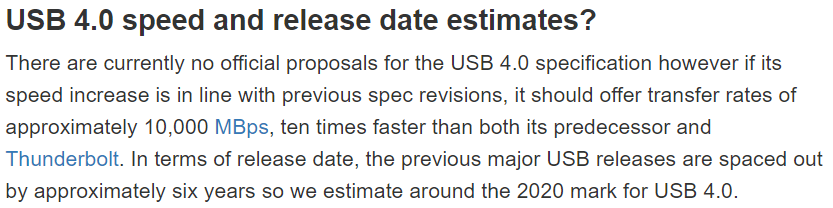 USB 4.0 speed and release date estimates?
There are currently no official proposals for the USB 4.0 specification however if its
speed increase is in line with previous spec revisions, it should offer transfer rates of
approximately 10,000 MBps, ten times faster than both its predecessor and
Thunderbolt. In terms of release date, the previous major USB releases are spaced out
by approximately six years so we estimate around the 2020 mark for USB 4.0.